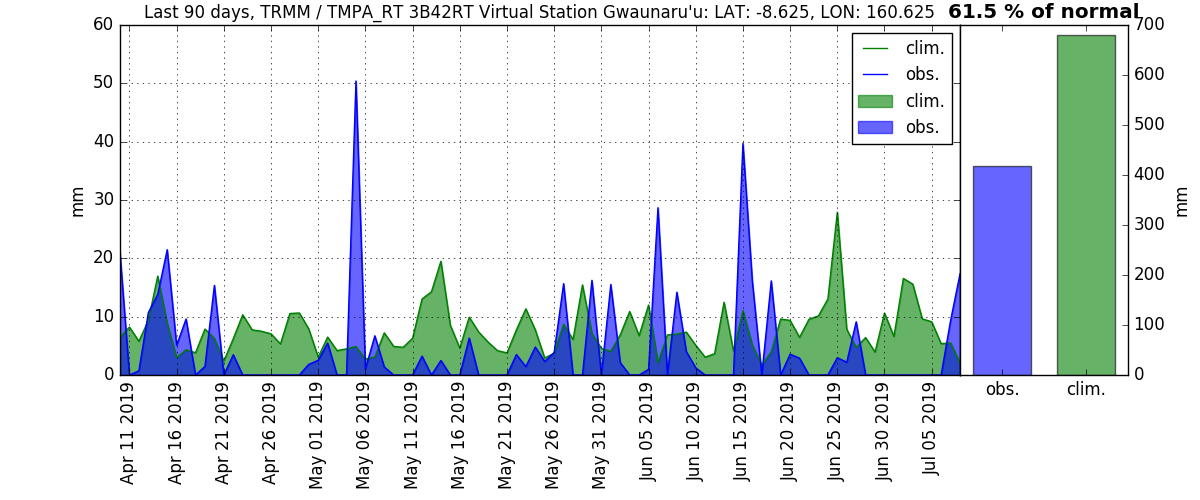 Last 90 days, TRMM / TMPA_RT 3B42RT Virtual Station Gwaunaru'u: LAT: -8.625, LON: 160.625
61.5 % of normal
60
50
40
30
20
10
0
mm
clim.
obs.
clim.
obs.
700
600
500
400
300
200
100
0
mm
Apr 11 2019
Apr 16 2019
Apr 21 2019
Apr 26 2019
May 01 2019
May 06 2019
May 11 2019
May 16 2019
May 21 2019
May 26 2019
May 31 2019
Jun 05 2019
Jun 10 2019
Jun 15 2019
Jun 20 2019
Jun 25 2019
Jun 30 2019
Jul 05 2019
obs.
clim.